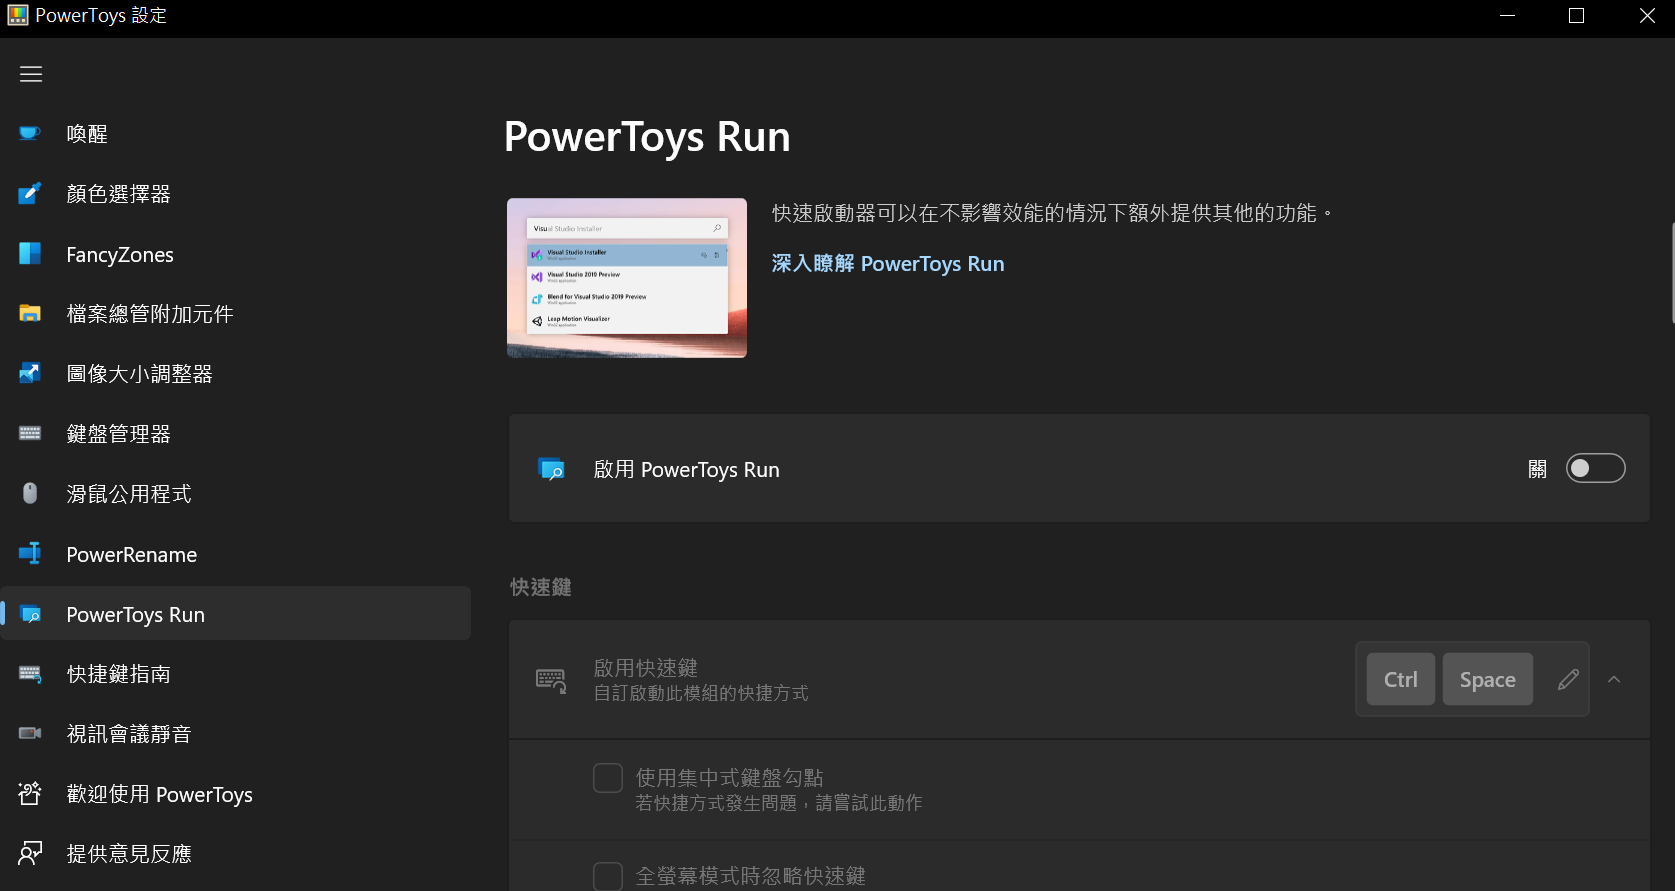 PowerToys 設定
喚醒
顏色選擇器
FancyZones
檔案總管附加元件
圖像大小調整器
鍵盤管理器
滑鼠公用程式
PowerRename
PowerToys Run
快捷鍵指南
視訊會議靜音
歡迎使用 PowerToys
提供意見反應
PowerToys Run
Visual Studio Installer
Visual Studio Installer
Win32 application
Visual Studio 2019 Preview
Win32 application
Blend for Visual Studio 2019 Preview
Win32 application
Leap Motion Visualizer
Win32 application
快速啟動器可以在不影響效能的情況下額外提供其他的功能。
深入瞭解 PowerToys Run
啟用 PowerToys Run
關
快速鍵
啟用快速鍵
自訂啟動此模組的快捷方式
Ctrl Space
使用集中式鍵盤勾點
若快捷方式發生問題，請嘗試此動作
全螢幕模式時忽略快速鍵